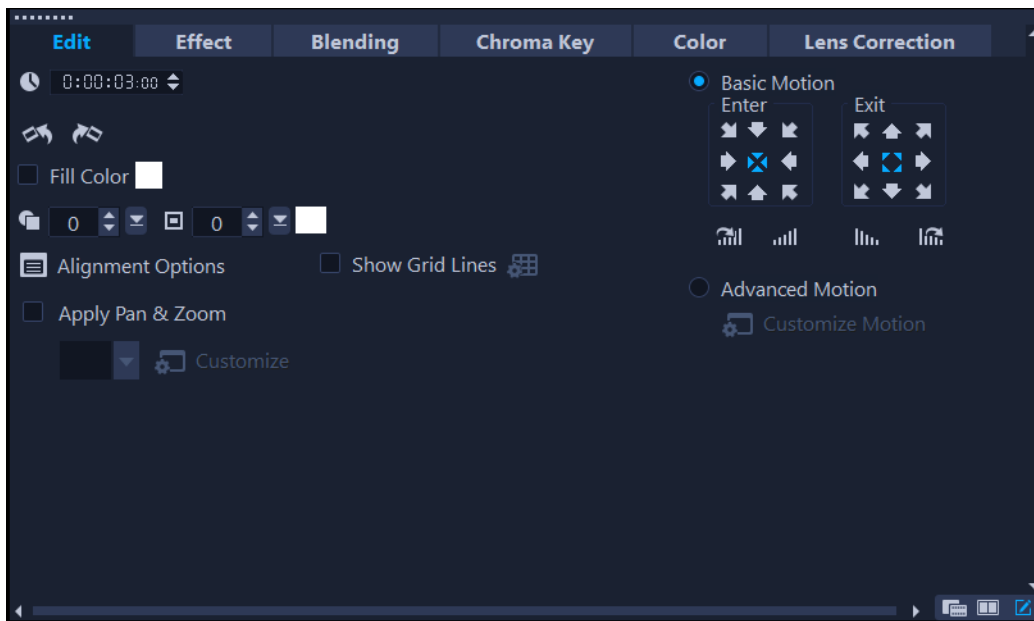 Edit Effect Blending Chroma Key Color Lens Correction
0:00:03:00
Basic Motion
Enter Exit
Fill Color
0 0
Alignment Options Show Grid Lines
Advanced Motion
Apply Pan & Zoom
Customize Motion
Customize